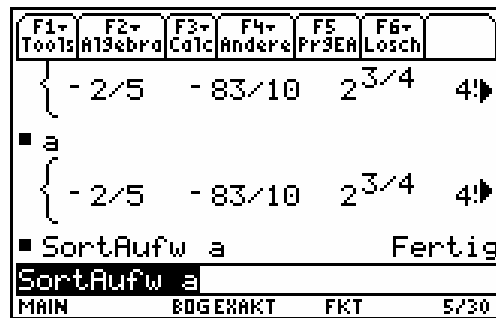 F1▾ F2▾ F3▾ F4▾ F5 F6▾
Tools Algebra Calc Andere PrgEA Losch
{ ⁻2/5 ⁻83/10 2^3/4 4!▶
■ a
{ ⁻2/5 ⁻83/10 2^3/4 4!▶
■ SortAufw a Fertig
SortAufw a
MAIN BOG EXAKT FKT 5/30